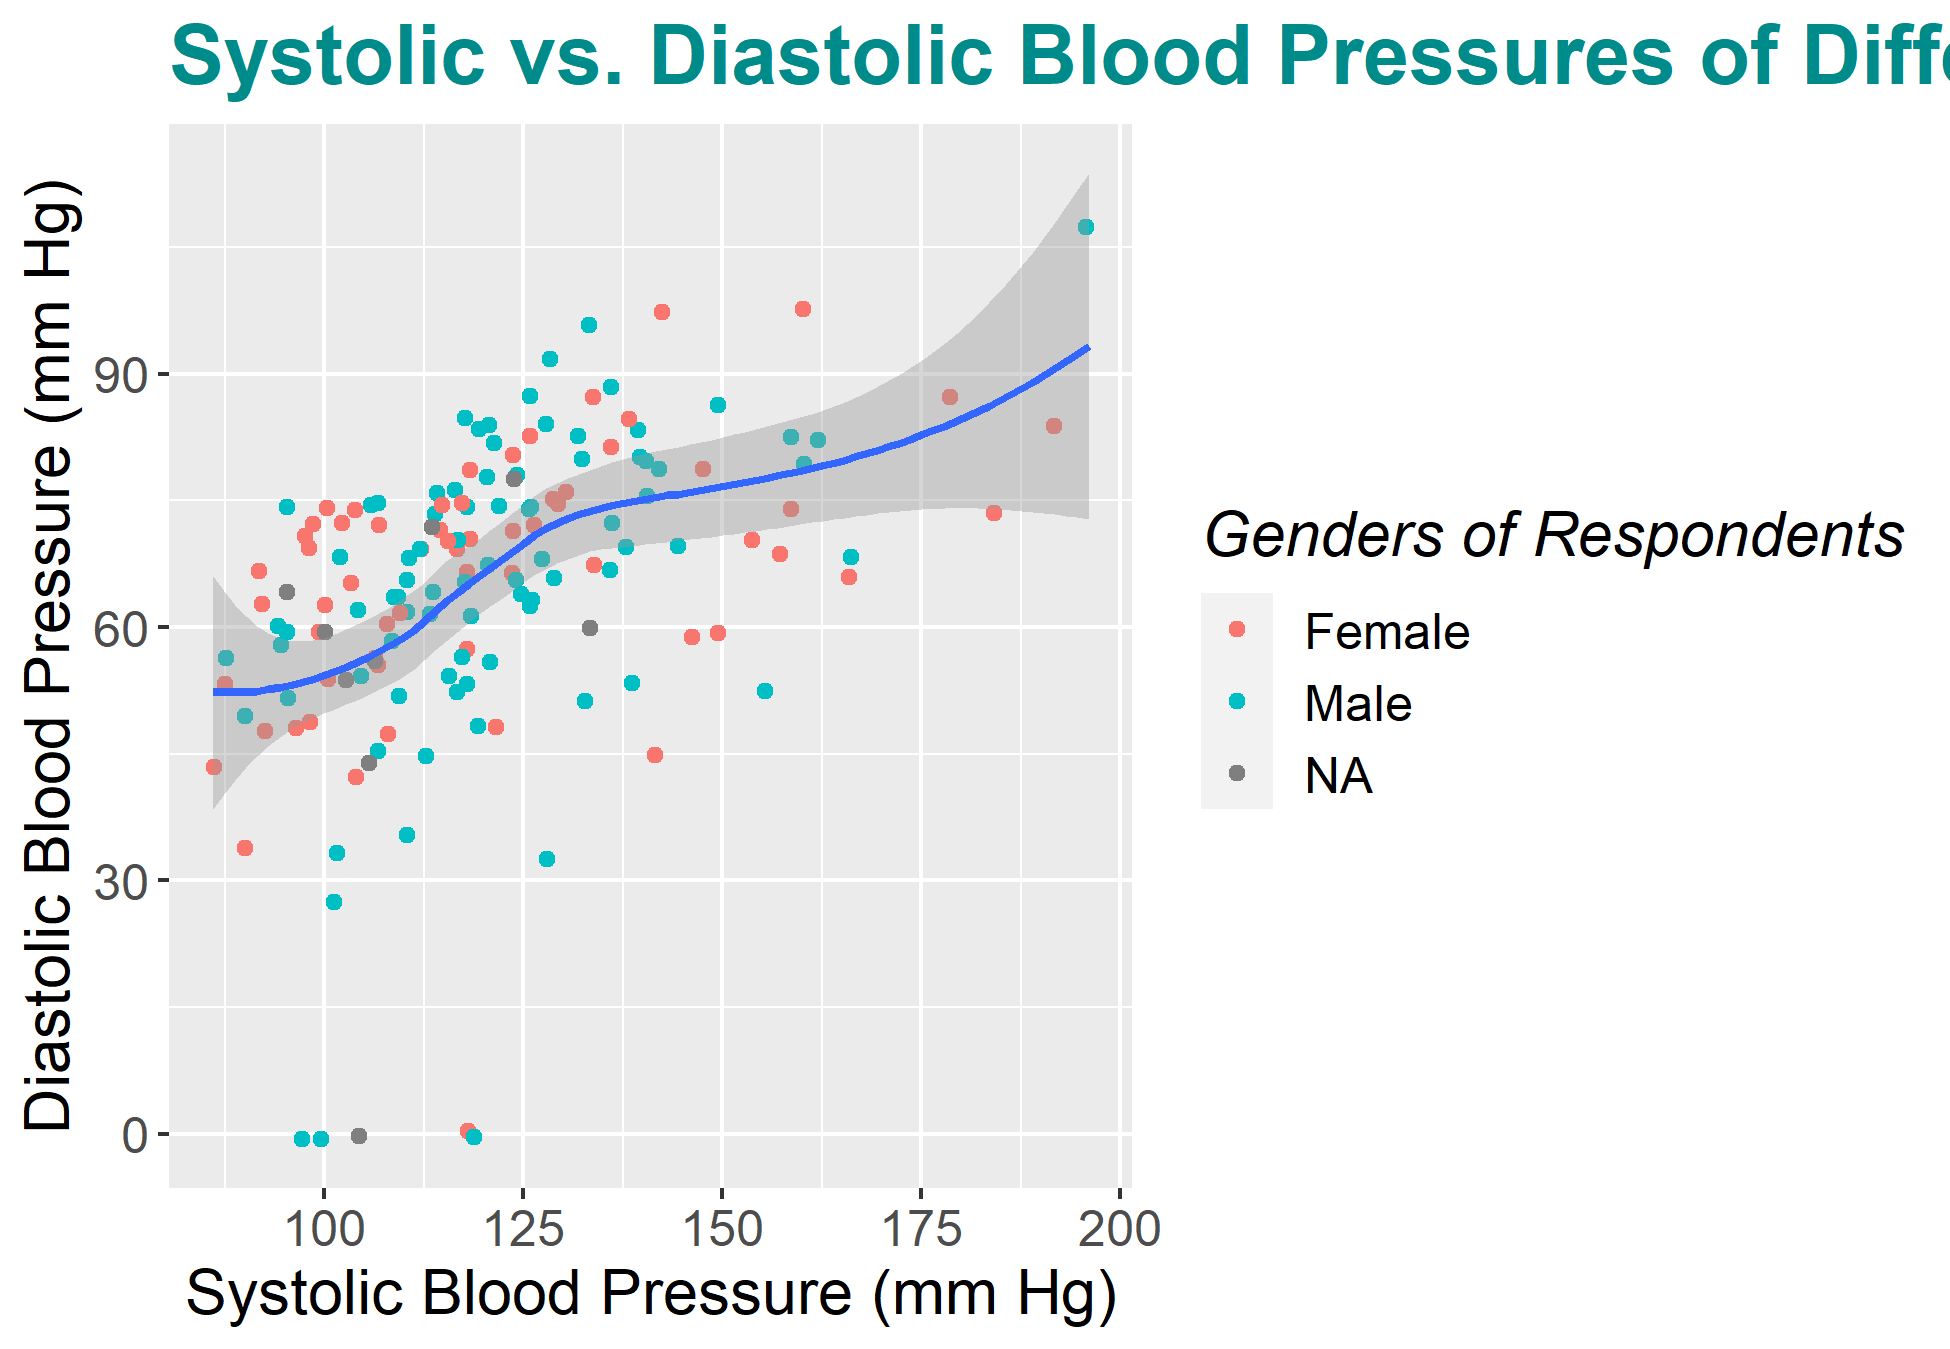 Systolic vs. Diastolic Blood Pressures of
Diastolic Blood Pressure (mm Hg)
90
60
30
0
100 125 150 175 200
Systolic Blood Pressure (mm Hg)
Genders of Respondents
Female
Male
NA